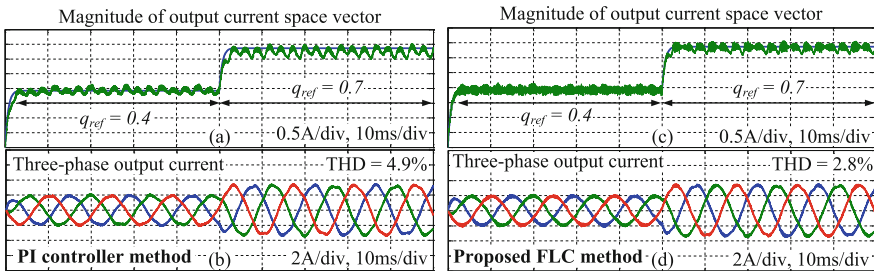 Magnitude of output current space vector
q_ref = 0.4
q_ref = 0.7
(a)
0.5A/div, 10ms/div
Three-phase output current
THD = 4.9%
PI controller method
(b)
2A/div, 10ms/div
Magnitude of output current space vector
q_ref = 0.4
q_ref = 0.7
(c)
0.5A/div, 10ms/div
Three-phase output current
THD = 2.8%
Proposed FLC method
(d)
2A/div, 10ms/div